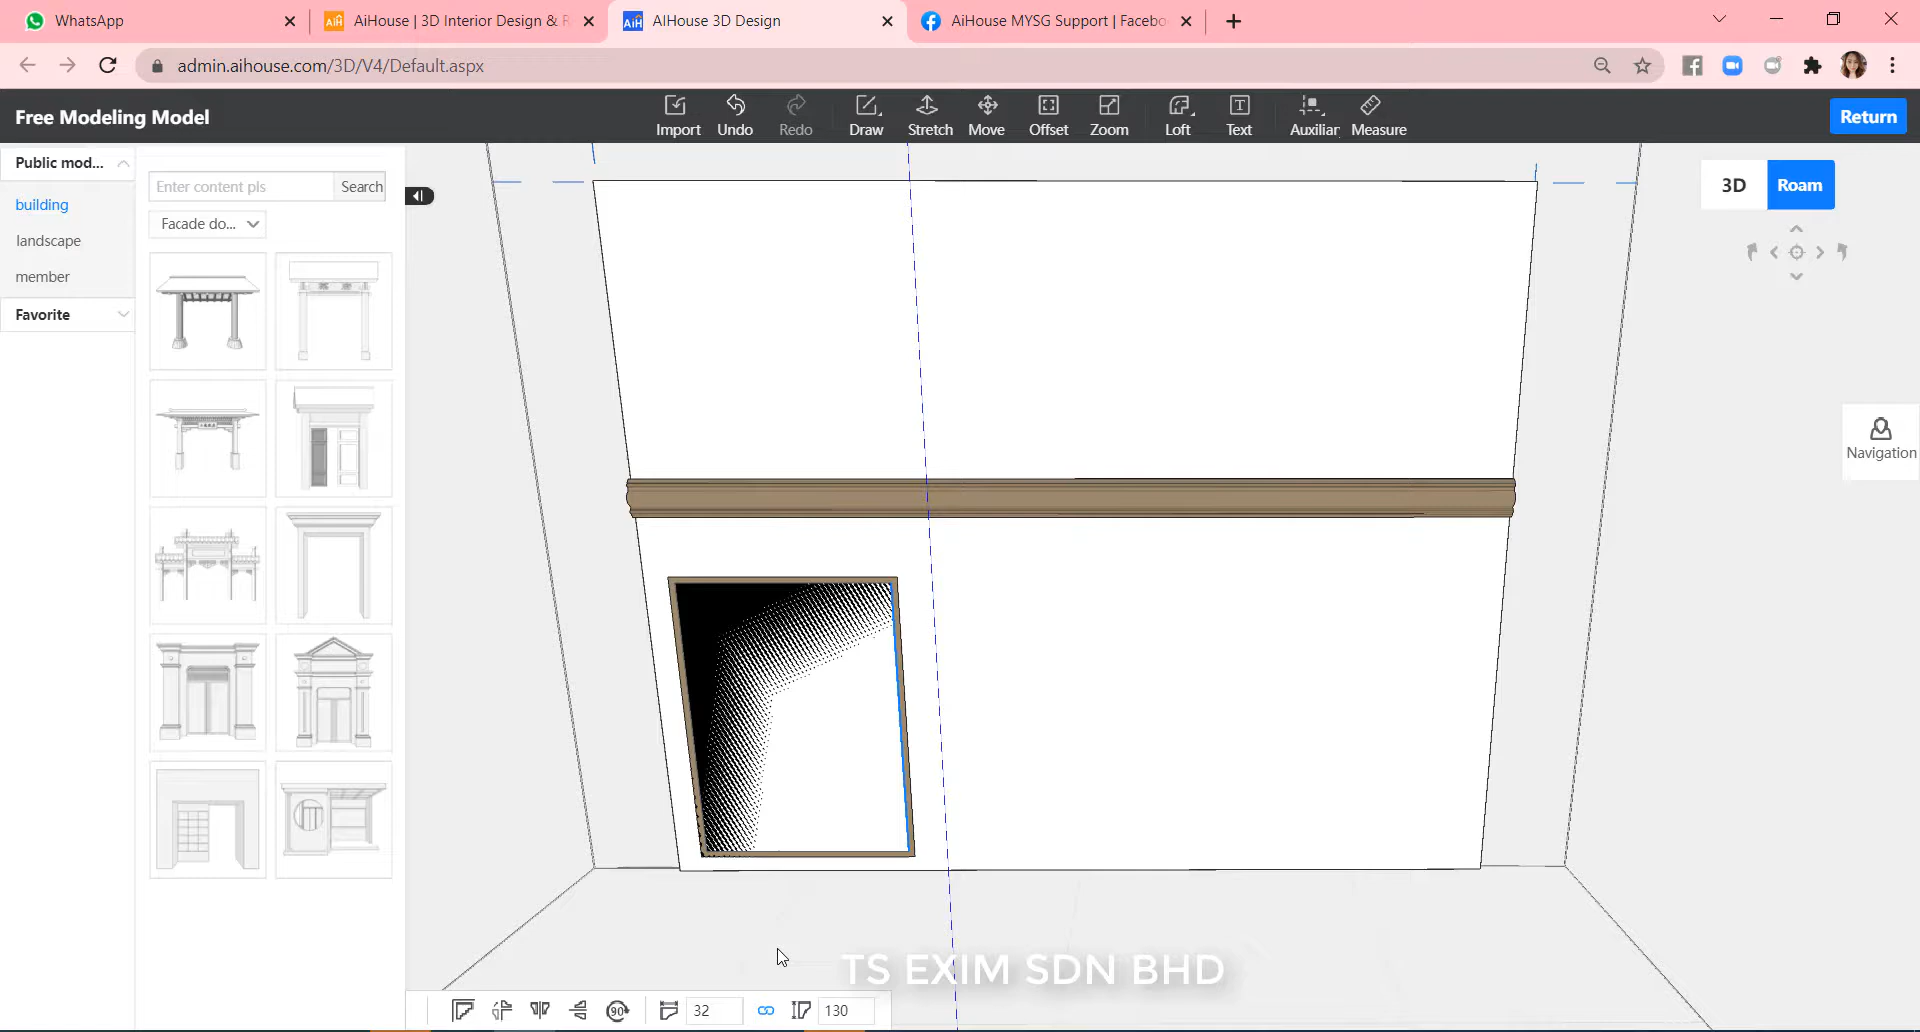 WhatsApp
AiHouse | 3D Interior Design & R
AIHouse 3D Design
AiHouse MYSG Support | Facebo
admin.aihouse.com/3D/V4/Default.aspx
Free Modeling Model
Import
Undo
Redo
Draw
Stretch
Move
Offset
Zoom
Loft
Text
Auxiliar
Measure
Return
Public mod...
building
landscape
member
Favorite
Enter content pls
Search
Facade do...
3D
Roam
Navigation
TS EXIM SDN BHD
90°
32
130